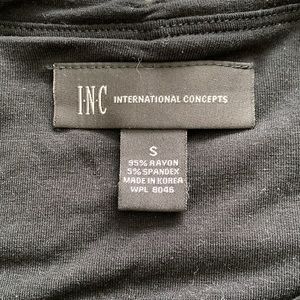 I·N·C INTERNATIONAL CONCEPTS
S
95% RAYON
5% SPANDEX
MADE IN KOREA
WPL 8046